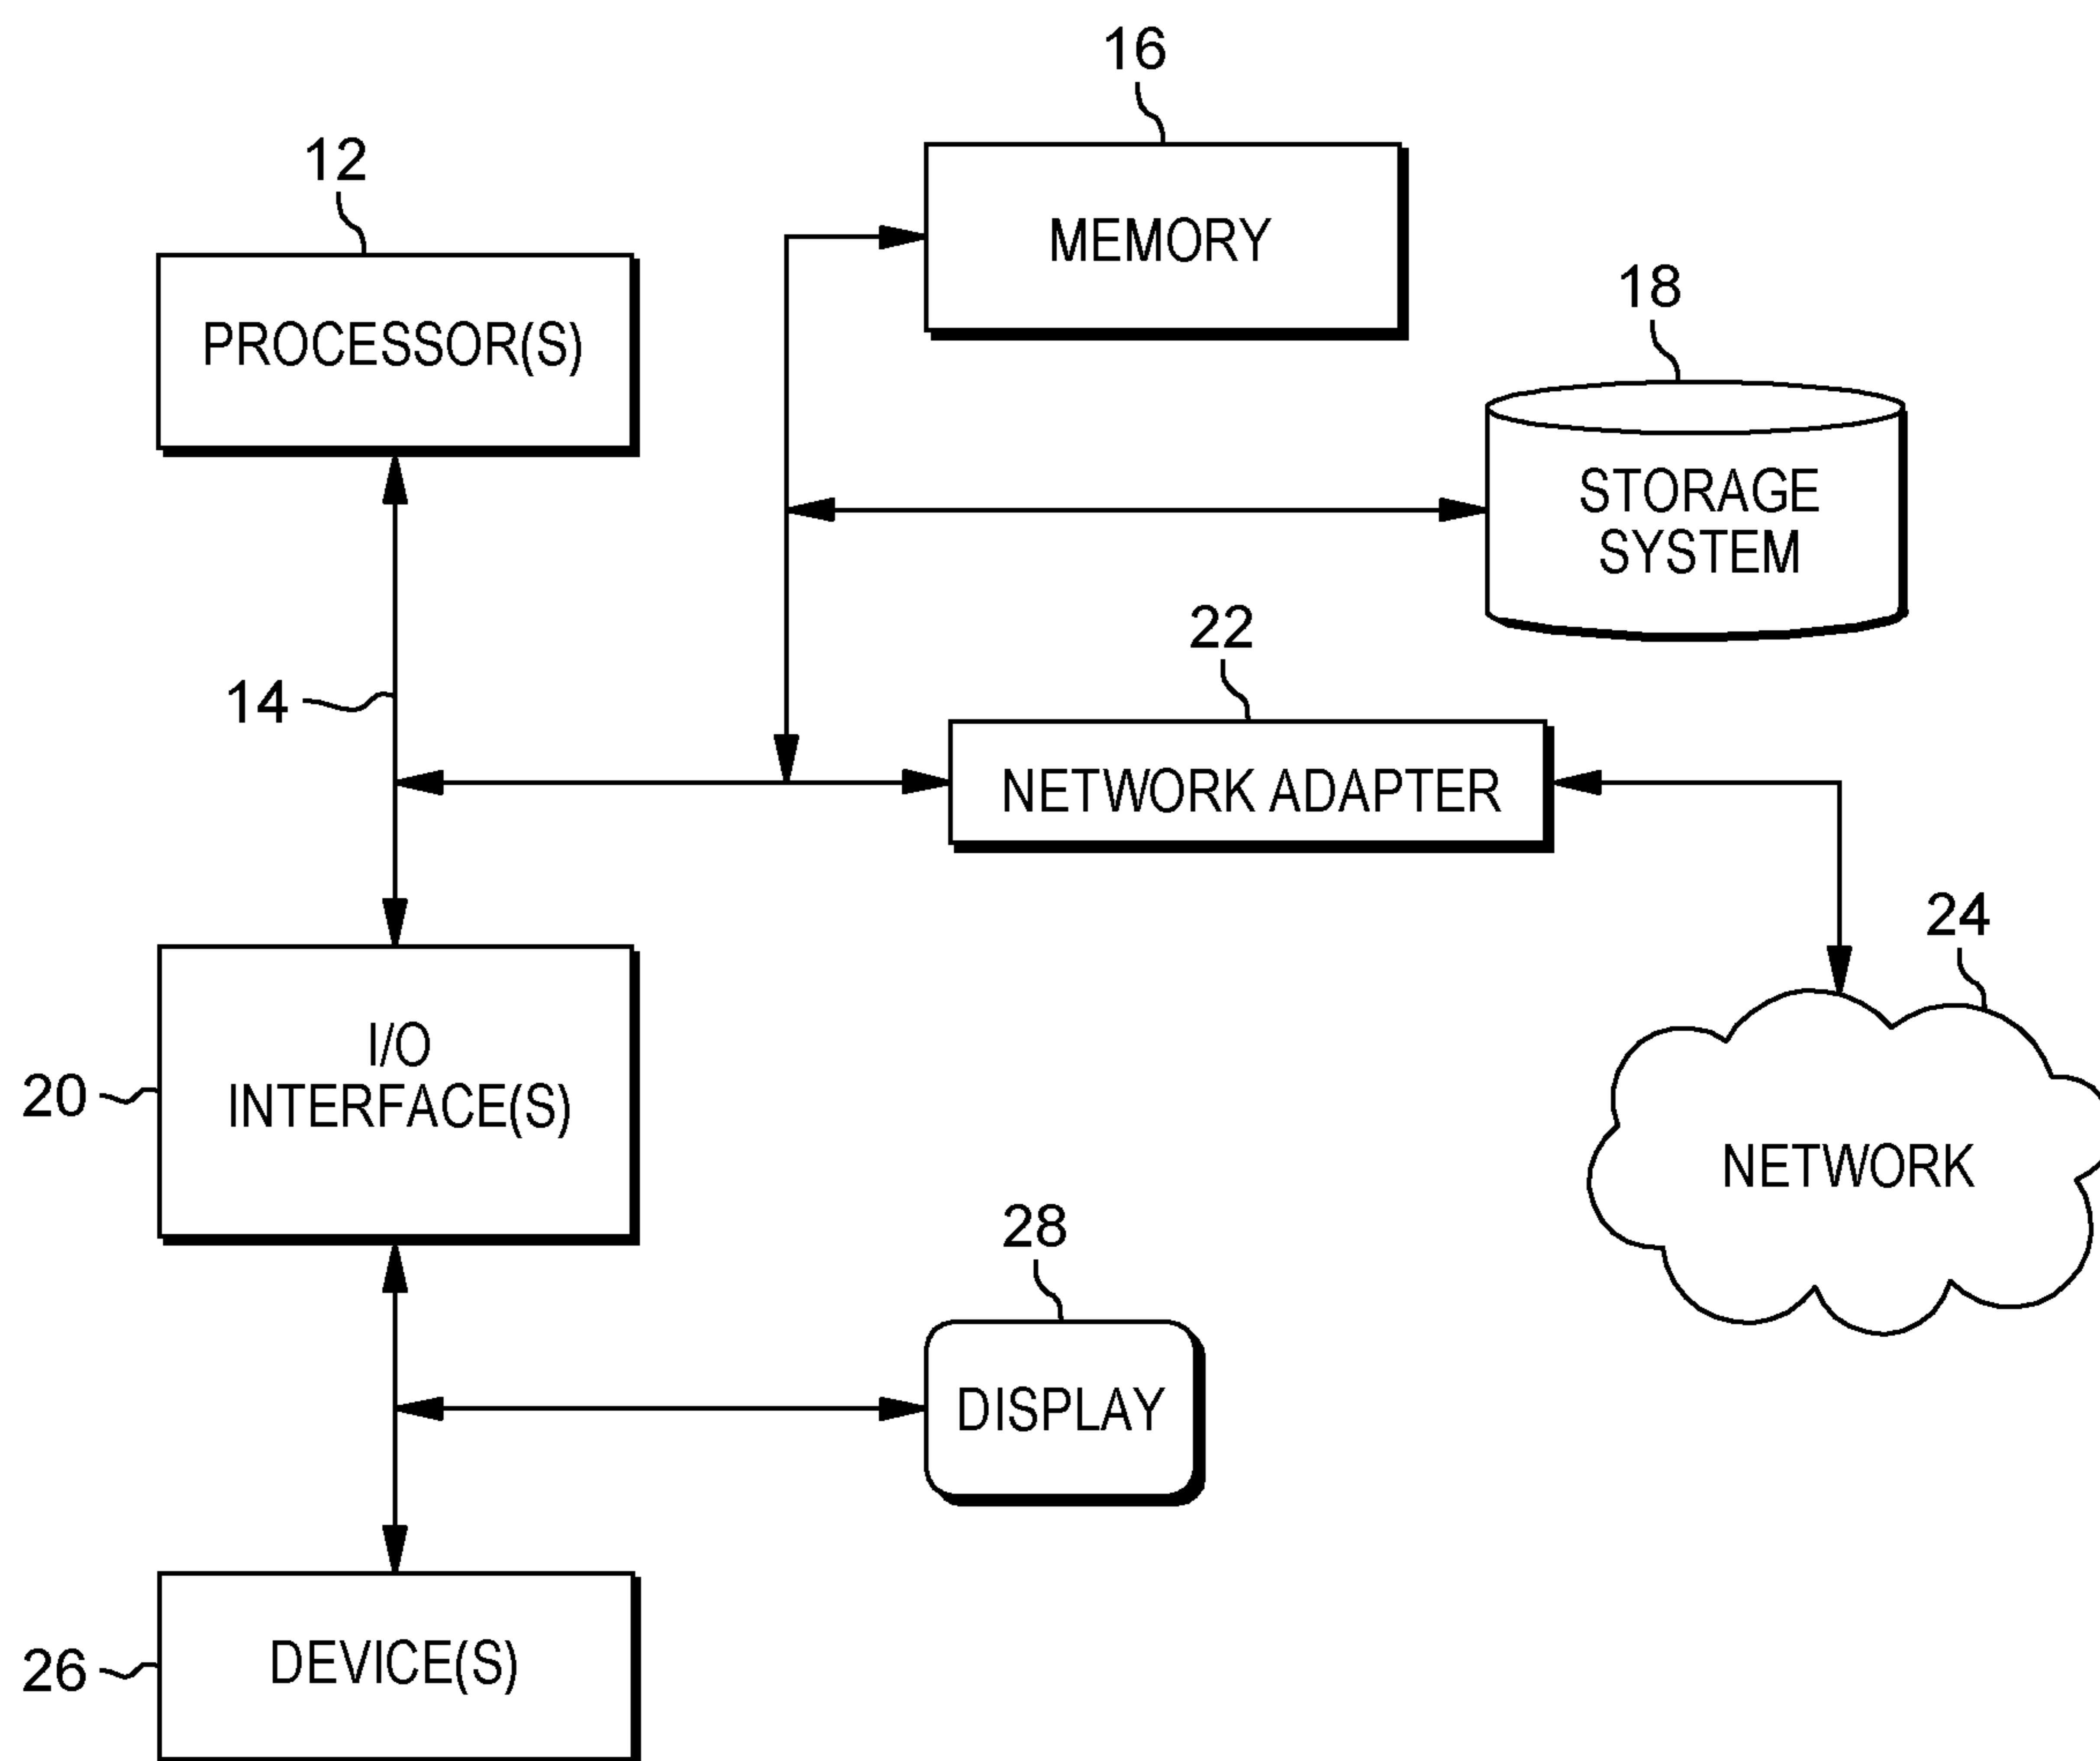 16
12
MEMORY
18
PROCESSOR(S)
STORAGE
SYSTEM
22
14
NETWORK ADAPTER
24
I/O
INTERFACE(S)
20
NETWORK
28
DISPLAY
DEVICE(S)
26